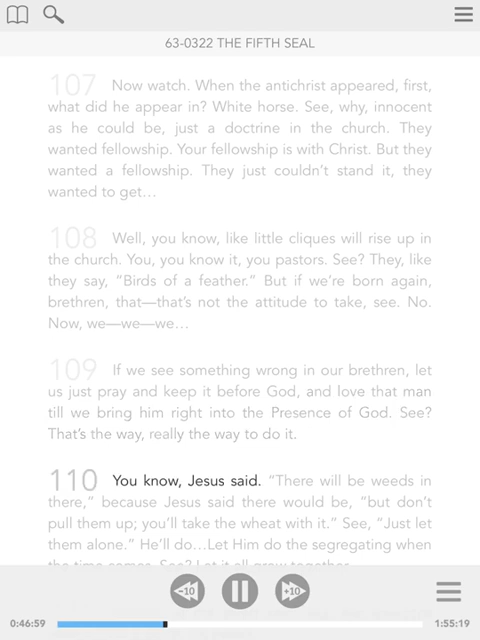 63-0322 THE FIFTH SEAL
107 Now watch. When the antichrist appeared, first,
what did he appear in? White horse. See, why, innocent
as he could be, just a doctrine in the church. They
wanted fellowship. Your fellowship is with Christ. But they
wanted a fellowship. They just couldn't stand it, they
wanted to get…
108 Well, you know, like little cliques will rise up in
the church. You, you know it, you pastors. See? They, like
they say, “Birds of a feather.” But if we're born again,
brethren, that—that's not the attitude to take, see. No.
Now, we—we—we…
109 If we see something wrong in our brethren, let
us just pray and keep it before God, and love that man
till we bring him right into the Presence of God. See?
That's the way, really the way to do it.
110 You know, Jesus said. “There will be weeds in
there,” because Jesus said there would be, “but don't
pull them up; you'll take the wheat with it.” See, “Just let
them alone.” He'll do…Let Him do the segregating when
the time comes. See? Let it all grow together.
-10 +10
0:46:59 1:55:19